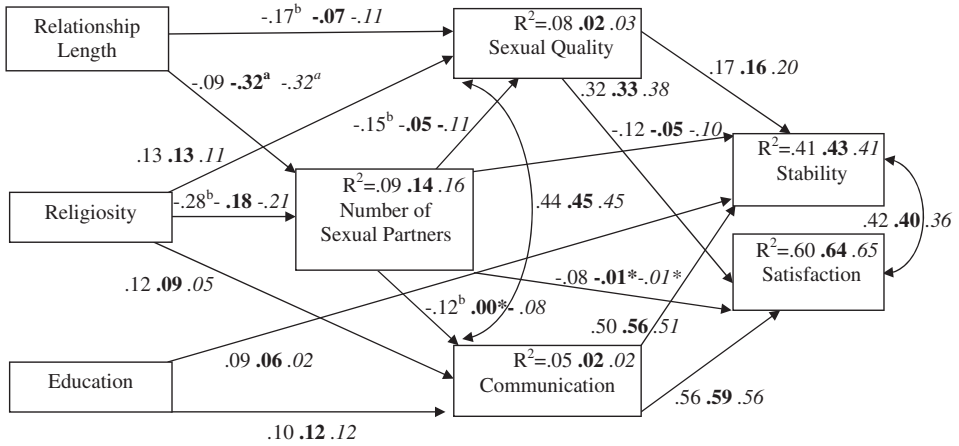 Relationship
Length
-.17ᵇ -.07 -.11
R²=.08 .02 .03
Sexual Quality
-.09 -.32ᵃ -.32ᵃ
.17 .16 .20
.32 .33 .38
-.15ᵇ -.05 -.11
-.12 -.05 -.10
.13 .13 .11
R²=.41 .43 .41
Stability
Religiosity
-.28ᵇ- .18 -.21
R²=.09 .14 .16
Number of
Sexual Partners
.44 .45 .45
.42 .40 .36
R²=.60 .64 .65
Satisfaction
.12 .09 .05
-.08 -.01*-.01*
-.12ᵇ .00*- .08
.50 .56 .51
Education
.09 .06 .02
R²=.05 .02 .02
Communication
.56 .59 .56
.10 .12 .12